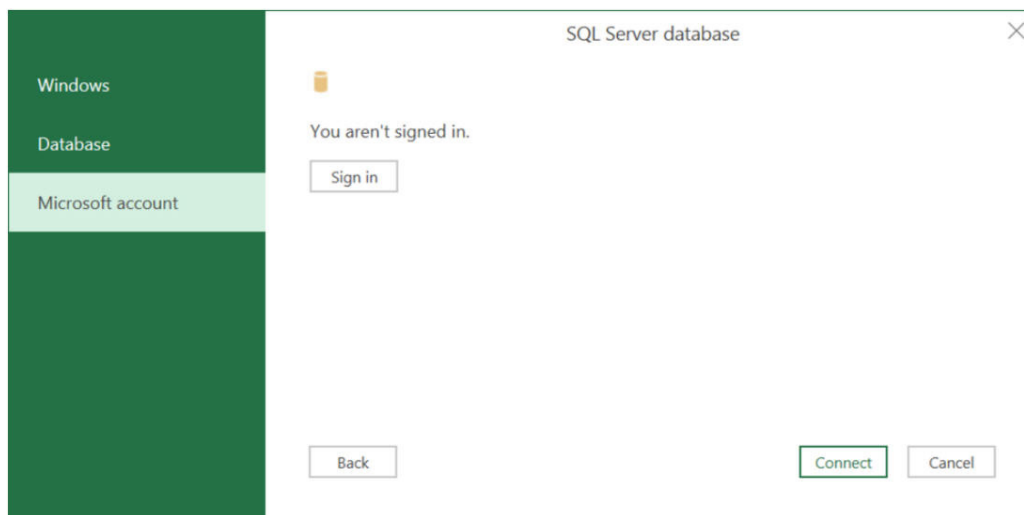 SQL Server database
Windows
Database
Microsoft account
You aren't signed in.
Sign in
Back
Connect
Cancel